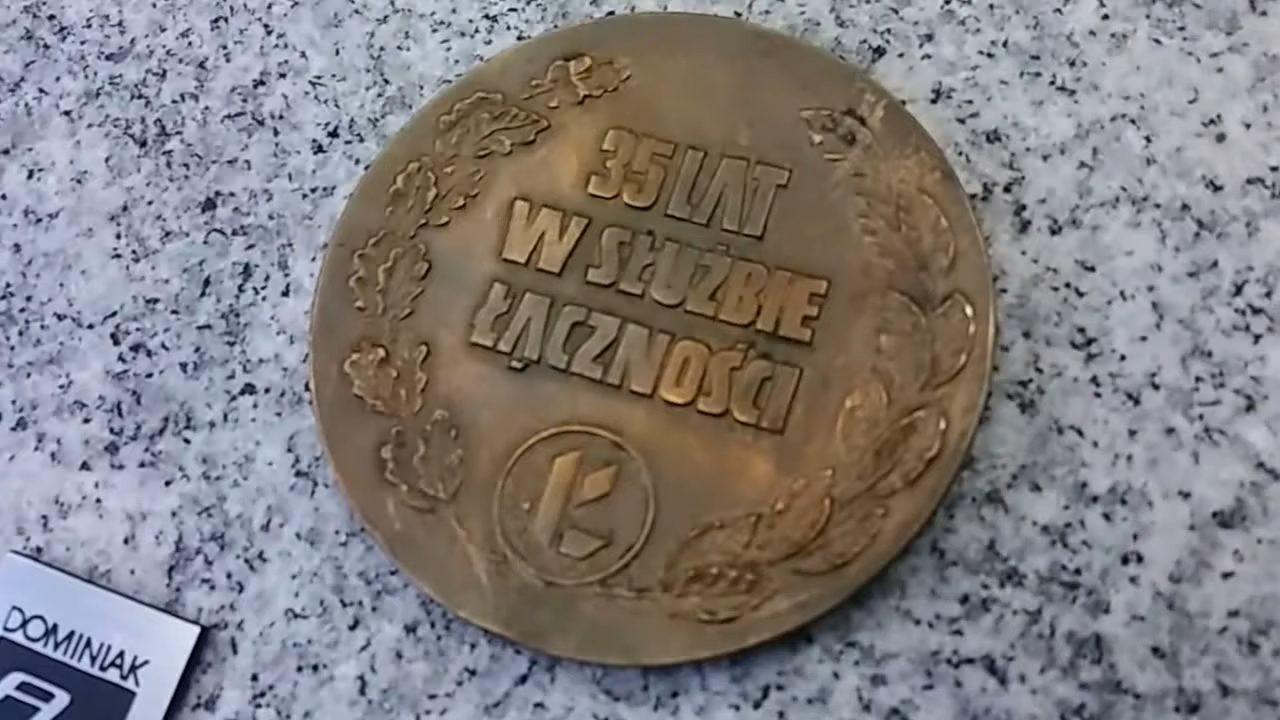 35 LAT
W SŁUŻBIE
ŁĄCZNOŚCI
Ł
DOMINIAK